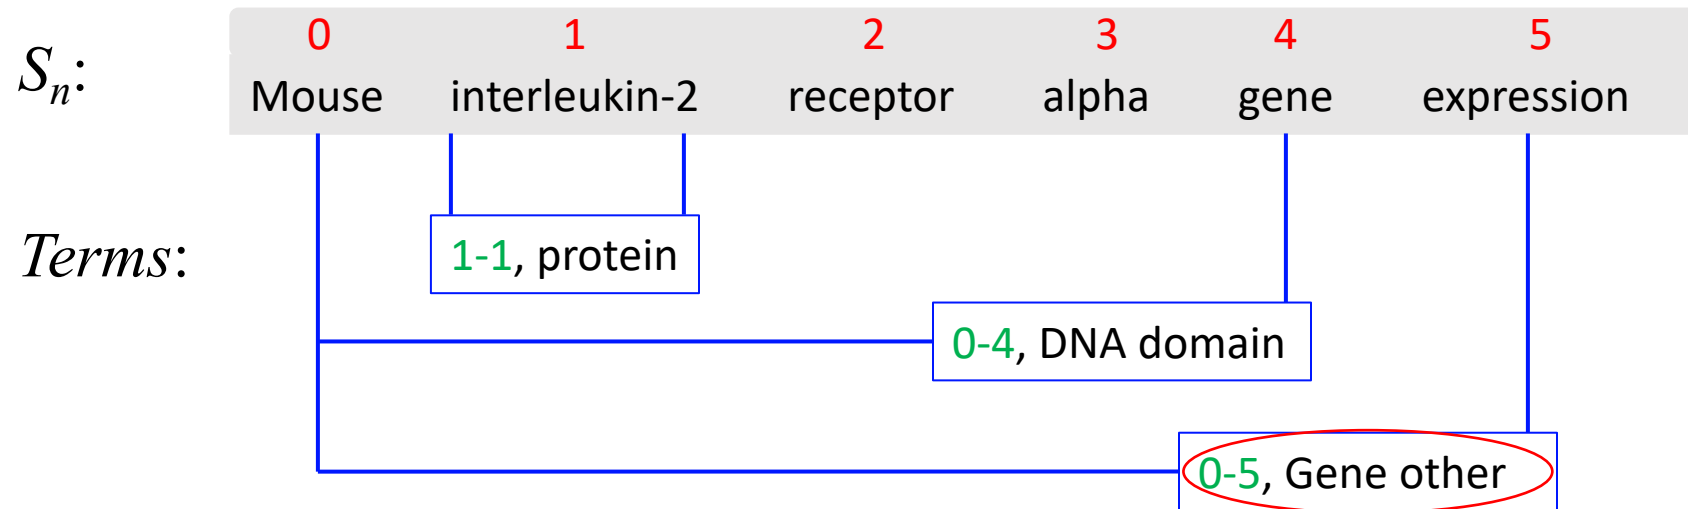 0 1 2 3 4 5
Sn: Mouse interleukin-2 receptor alpha gene expression
Terms: 1-1, protein
0-4, DNA domain
0-5, Gene other